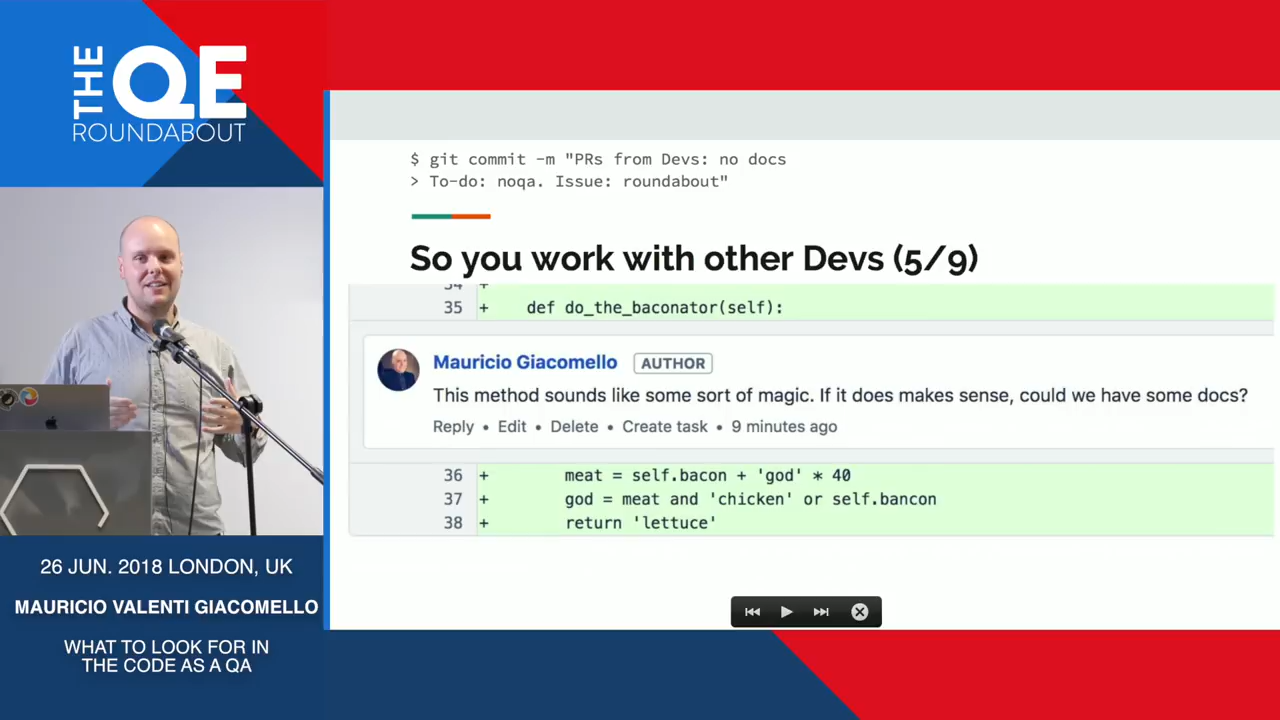 THE
QE
ROUNDABOUT
$ git commit -m "PRs from Devs: no docs
> To-do: noqa. Issue: roundabout"
So you work with other Devs (5/9)
34 +
35 + def do_the_baconator(self):
Mauricio Giacomello AUTHOR
This method sounds like some sort of magic. If it does makes sense, could we have some docs?
Reply • Edit • Delete • Create task • 9 minutes ago
36 + meat = self.bacon + 'god' * 40
37 + god = meat and 'chicken' or self.bancon
38 + return 'lettuce'
26 JUN. 2018 LONDON, UK
MAURICIO VALENTI GIACOMELLO
WHAT TO LOOK FOR IN
THE CODE AS A QA